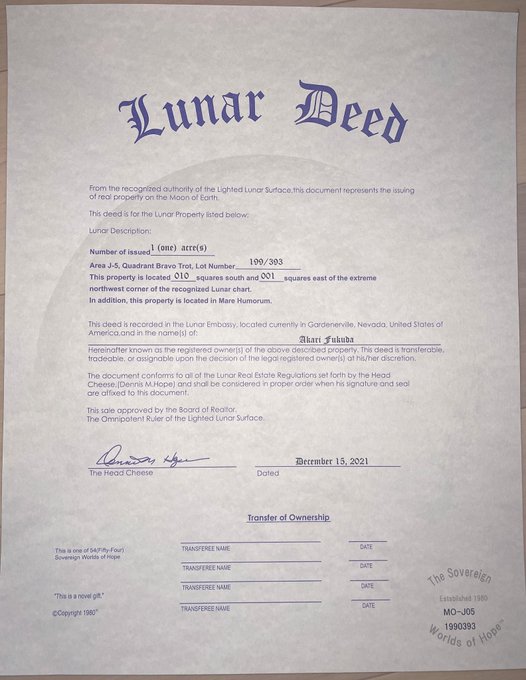 Lunar Deed
From the recognized authority of the Lighted Lunar Surface,this document represents the issuing
of real property on the Moon of Earth.
This deed is for the Lunar Property listed below:
Lunar Description:
Number of issued 1 (one) acre(s)
Area J-5, Quadrant Bravo Trot, Lot Number 199/393
This property is located 010 squares south and 001 squares east of the extreme
northwest corner of the recognized Lunar chart.
In addition, this property is located in Mare Humorum.
This deed is recorded in the Lunar Embassy, located currently in Gardeneville, Nevada, United States of
America,and in the name(s) of:
Akari Fukuda
Hereinafter known as the registered owner(s) of the above described property. This deed is transferable,
tradeable, or assignable upon the decision of the legal registered owner(s) at his/her discretion.
The document conforms to all of the Lunar Real Estate Regulations set forth by the Head
Cheese,(Dennis M.Hope) and shall be considered in proper order when his signature and seal
are affixed to this document.
This sale approved by the Board of Realtor.
The Omnipotent Ruler of the Lighted Lunar Surface.
December 15, 2021
The Head Cheese Dated
Transfer of Ownership
TRANSFEREE NAME DATE
TRANSFEREE NAME DATE
TRANSFEREE NAME DATE
TRANSFEREE NAME DATE
This is one of 54(Fifty-Four)
Sovereign Worlds of Hope
"This is a novel gift."
©Copyright 1980
The Sovereign
Established 1980
MO-J05
1990393
Worlds of Hope™